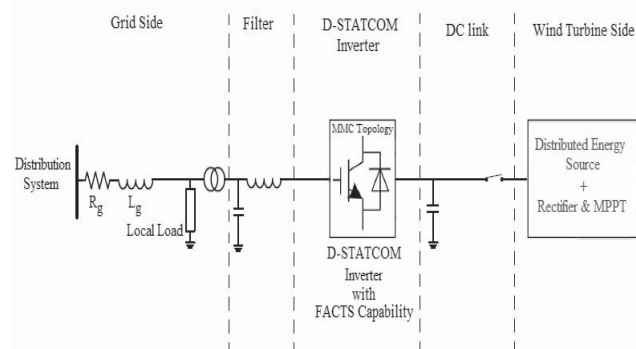 Grid Side
Filter
D-STATCOM
Inverter
DC link
Wind Turbine Side
Distribution
System
Rg
Lg
Local Load
MMC Topology
D-STATCOM
Inverter
with
FACTS Capability
Distributed Energy
Source
+
Rectifier & MPPT